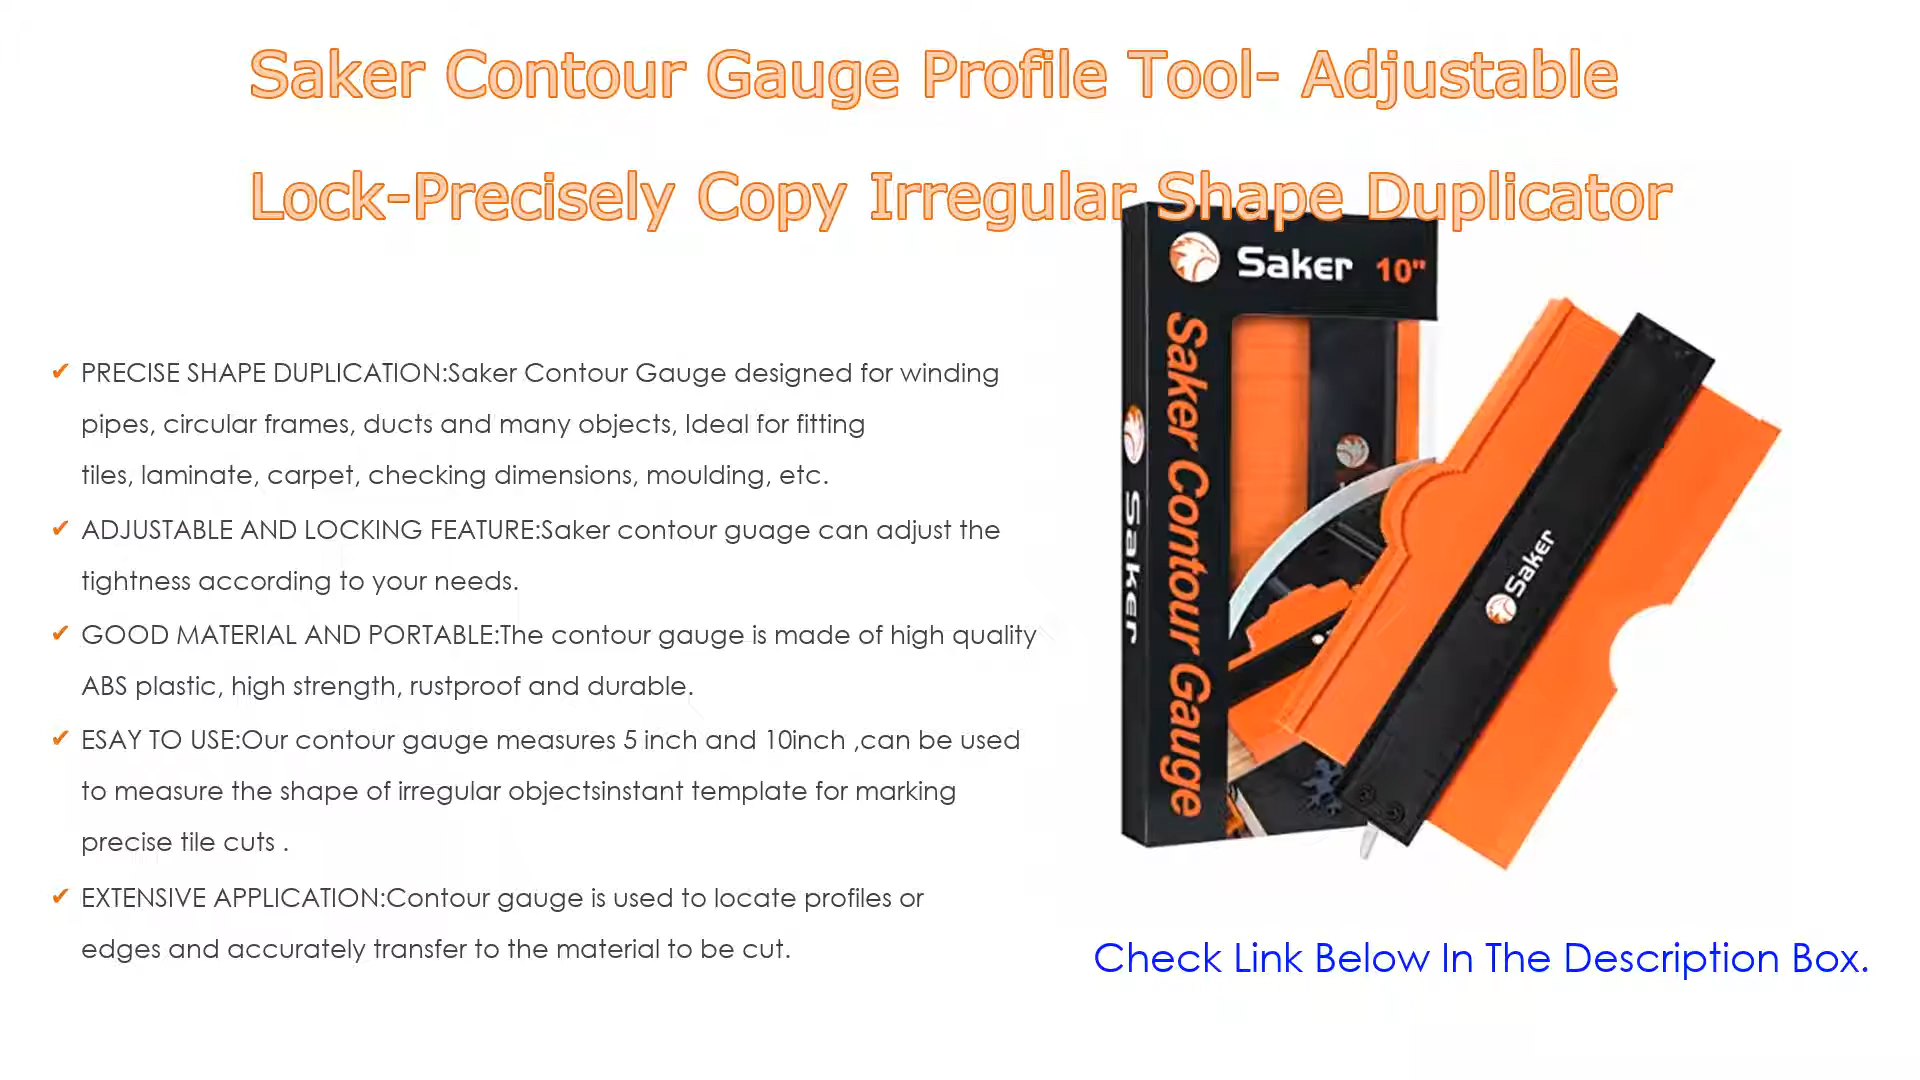 Saker Contour Gauge Profile Tool- Adjustable
Lock-Precisely Copy Irregular Shape Duplicator
✔ PRECISE SHAPE DUPLICATION:Saker Contour Gauge designed for winding
pipes, circular frames, ducts and many objects, Ideal for fitting
tiles, laminate, carpet, checking dimensions, moulding, etc.
✔ ADJUSTABLE AND LOCKING FEATURE:Saker contour guage can adjust the
tightness according to your needs.
✔ GOOD MATERIAL AND PORTABLE:The contour gauge is made of high quality
ABS plastic, high strength, rustproof and durable.
✔ ESAY TO USE:Our contour gauge measures 5 inch and 10inch ,can be used
to measure the shape of irregular objectsinstant template for marking
precise tile cuts .
✔ EXTENSIVE APPLICATION:Contour gauge is used to locate profiles or
edges and accurately transfer to the material to be cut.
Saker 10"
Saker Contour Gauge
Saker
Saker
Check Link Below In The Description Box.